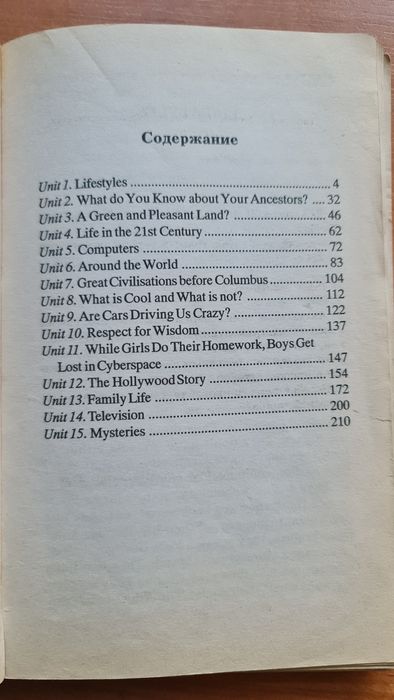 Содержание
Unit 1. Lifestyles ........ 4
Unit 2. What do You Know about Your Ancestors? .... 32
Unit 3. A Green and Pleasant Land? ........ 46
Unit 4. Life in the 21st Century ........ 62
Unit 5. Computers ........ 72
Unit 6. Around the World ........ 83
Unit 7. Great Civilisations before Columbus ........ 104
Unit 8. What is Cool and What is not? ........ 112
Unit 9. Are Cars Driving Us Crazy? ........ 122
Unit 10. Respect for Wisdom ........ 137
Unit 11. While Girls Do Their Homework, Boys Get
Lost in Cyberspace ........ 147
Unit 12. The Hollywood Story ........ 154
Unit 13. Family Life ........ 172
Unit 14. Television ........ 200
Unit 15. Mysteries ........ 210